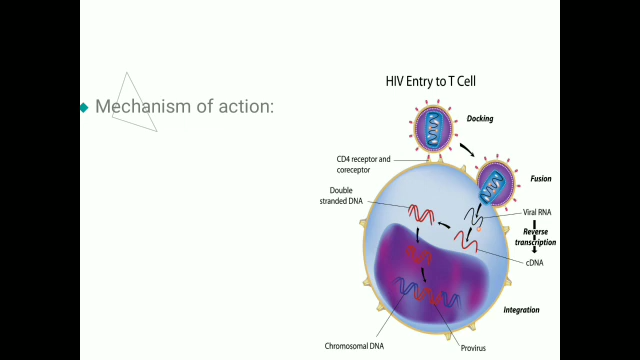 HIV Entry to T Cell
Mechanism of action:
Docking
CD4 receptor and
coreceptor
Fusion
Double
stranded DNA
Viral RNA
Reverse
transcription
cDNA
Integration
Chromosomal DNA
Provirus